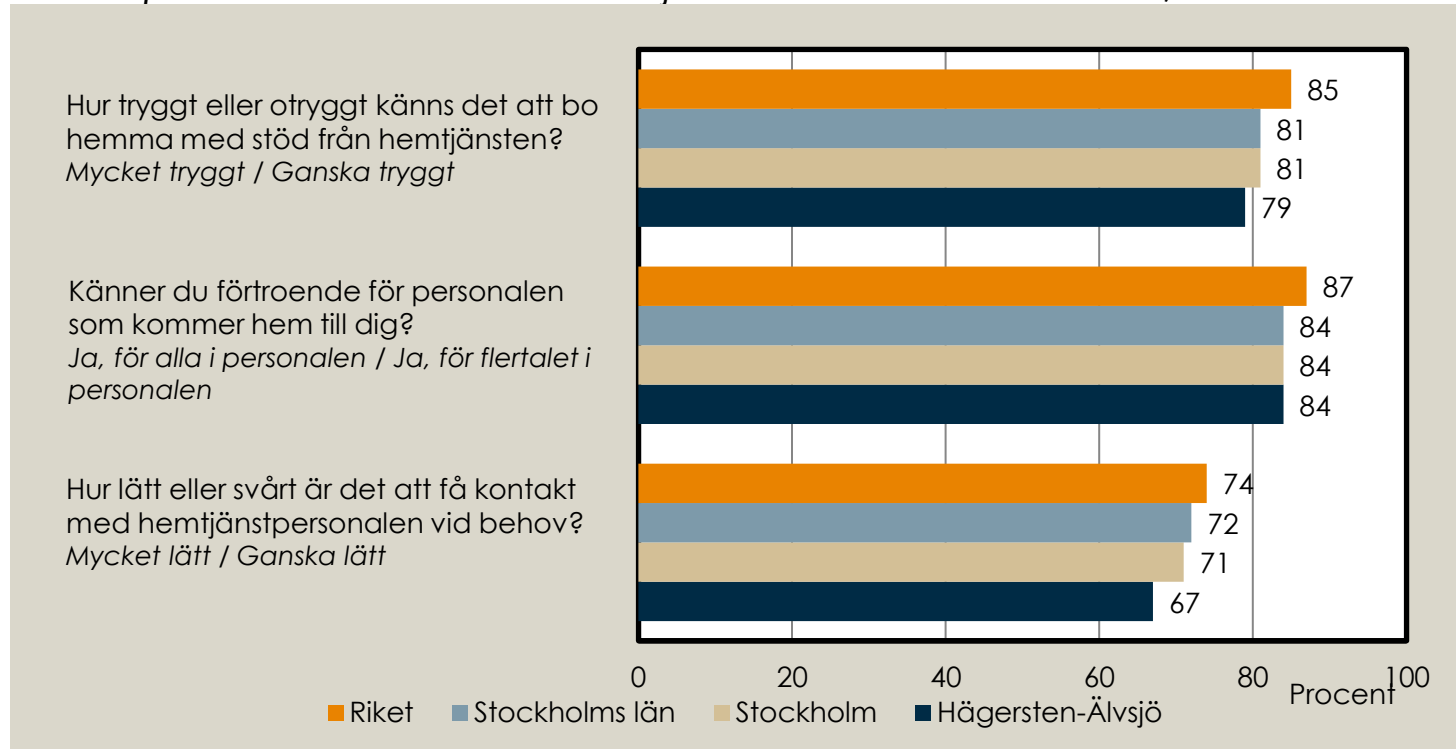 Hur tryggt eller otryggt känns det att bo
hemma med stöd från hemtjänsten?
Mycket tryggt / Ganska tryggt
85
81
81
79
Känner du förtroende för personalen
som kommer hem till dig?
Ja, för alla i personalen / Ja, för flertalet i
personalen
87
84
84
84
Hur lätt eller svårt är det att få kontakt
med hemtjänstpersonalen vid behov?
Mycket lätt / Ganska lätt
74
72
71
67
0 20 40 60 80 100
Procent
Riket Stockholms län Stockholm Hägersten-Älvsjö